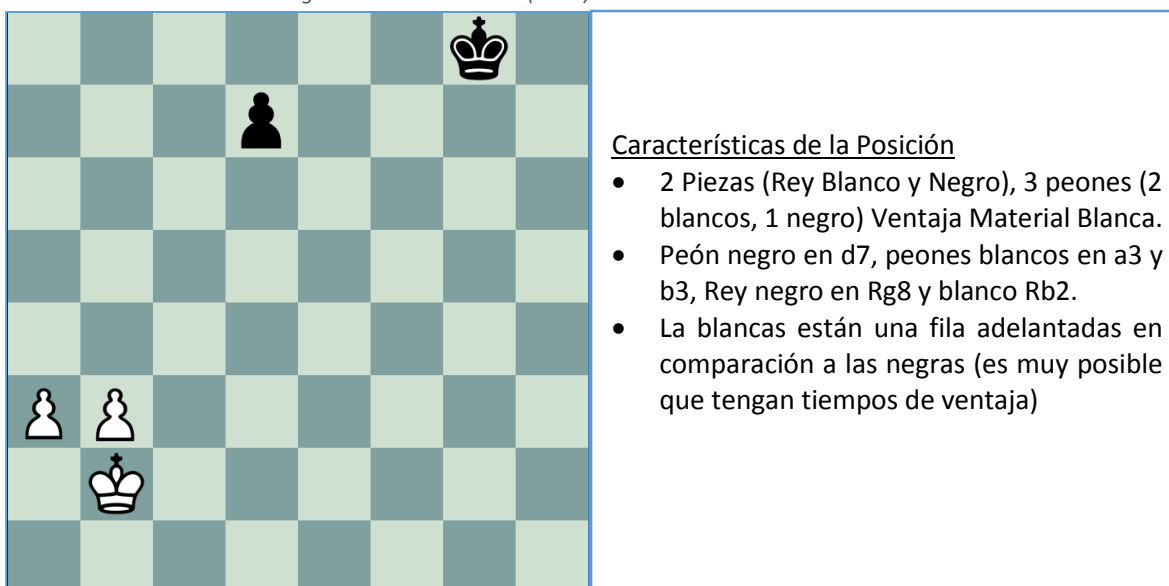 Características de la Posición
• 2 Piezas (Rey Blanco y Negro), 3 peones (2
blancos, 1 negro) Ventaja Material Blanca.
• Peón negro en d7, peones blancos en a3 y
b3, Rey negro en Rg8 y blanco Rb2.
• La blancas están una fila adelantadas en
comparación a las negras (es muy posible
que tengan tiempos de ventaja)